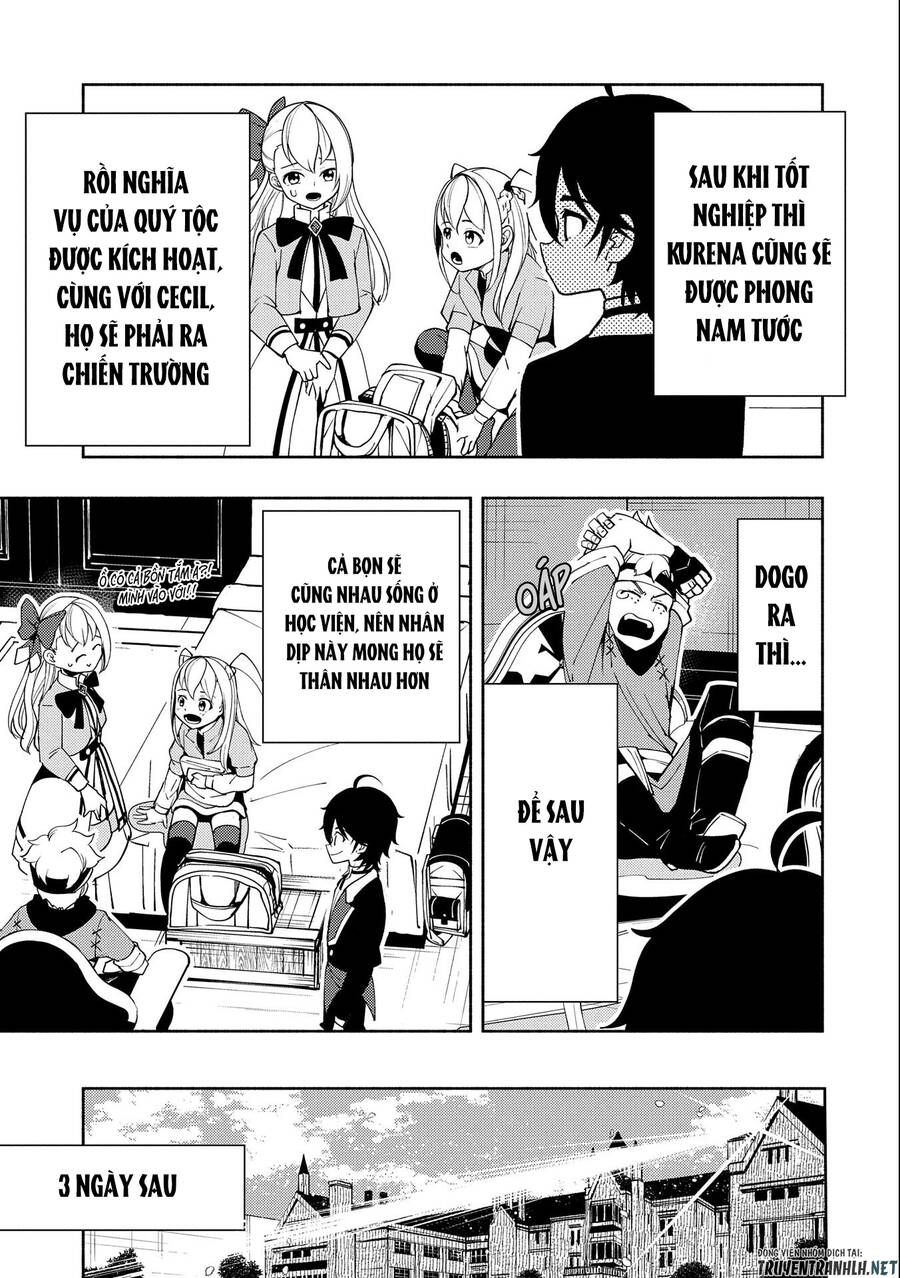 SAU KHI TỐT
NGHIỆP THÌ
KURENA CŨNG SẼ
ĐƯỢC PHONG
NAM TƯỚC
RỒI NGHĨA
VỤ CỦA QUÝ TỘC
ĐƯỢC KÍCH HOẠT,
CÙNG VỚI CECIL,
HỌ SẼ PHẢI RA
CHIẾN TRƯỜNG
DOGO
RA
THÌ...
OÁP
ĐỂ SAU
VẬY
CẢ BỌN SẼ
CŨNG NHAU SỐNG Ở
HỌC VIỆN, NÊN NHÂN
DỊP NÀY MONG HỌ SẼ
THÂN NHAU HƠN
Ồ CÓ CẢ BỒN TẮM À?!
MÌNH VÀO VỚI!!
3 NGÀY SAU
ĐỘNG VIÊN NHÓM DỊCH TẠI:
TRUYENTRANHLH.NET